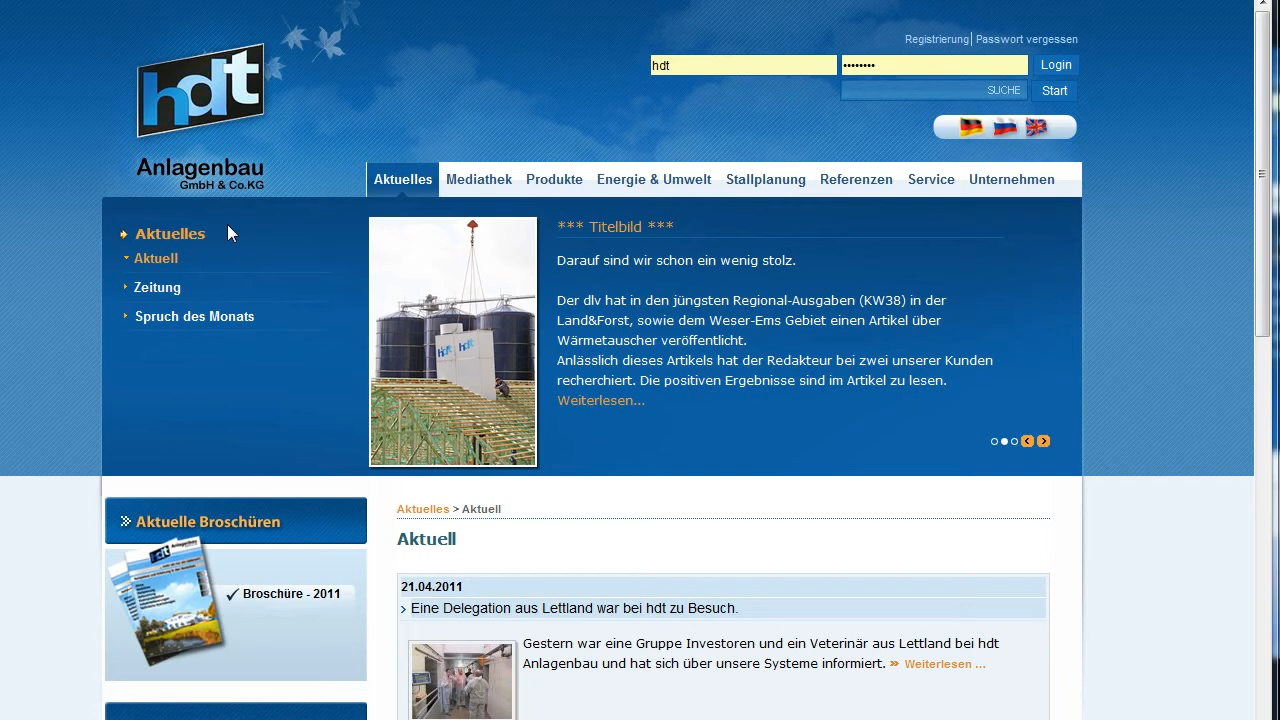 hdt
Anlagenbau
GmbH & Co.KG
Registrierung| Passwort vergessen
hdt •••••••• Login
SUCHE Start
Aktuelles Mediathek Produkte Energie & Umwelt Stallplanung Referenzen Service Unternehmen
Aktuelles
Aktuell
Zeitung
Spruch des Monats
*** Titelbild ***
Darauf sind wir schon ein wenig stolz.
Der dlv hat in den jüngsten Regional-Ausgaben (KW38) in der
Land&Forst, sowie dem Weser-Ems Gebiet einen Artikel über
Wärmetauscher veröffentlicht.
Anlässlich dieses Artikels hat der Redakteur bei zwei unserer Kunden
recherchiert. Die positiven Ergebnisse sind im Artikel zu lesen.
Weiterlesen...
hdt hdt
Aktuelle Broschüren
hdt Anlagenbau
Broschüre - 2011
Aktuelles > Aktuell
Aktuell
21.04.2011
Eine Delegation aus Lettland war bei hdt zu Besuch.
Gestern war eine Gruppe Investoren und ein Veterinär aus Lettland bei hdt
Anlagenbau und hat sich über unsere Systeme informiert. » Weiterlesen ...